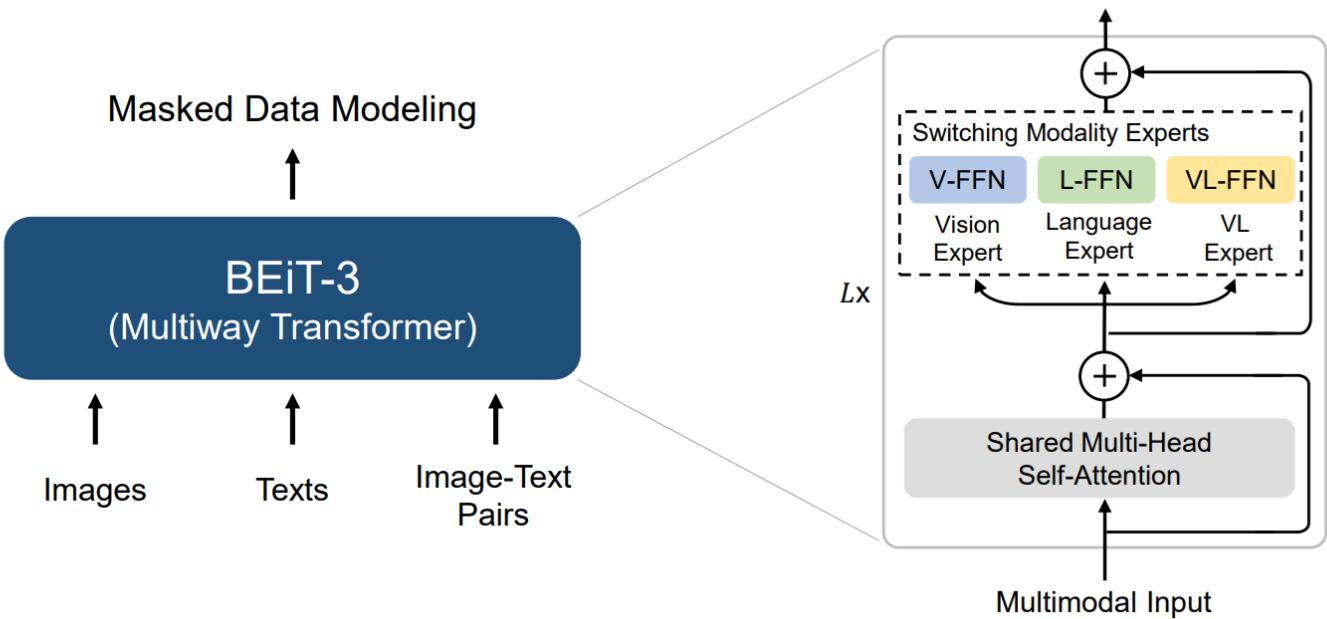 Masked Data Modeling
BEiT-3
(Multiway Transformer)
Images
Texts
Image-Text
Pairs
Lx
Switching Modality Experts
V-FFN
L-FFN
VL-FFN
Vision
Expert
Language
Expert
VL
Expert
+
+
Shared Multi-Head
Self-Attention
Multimodal Input